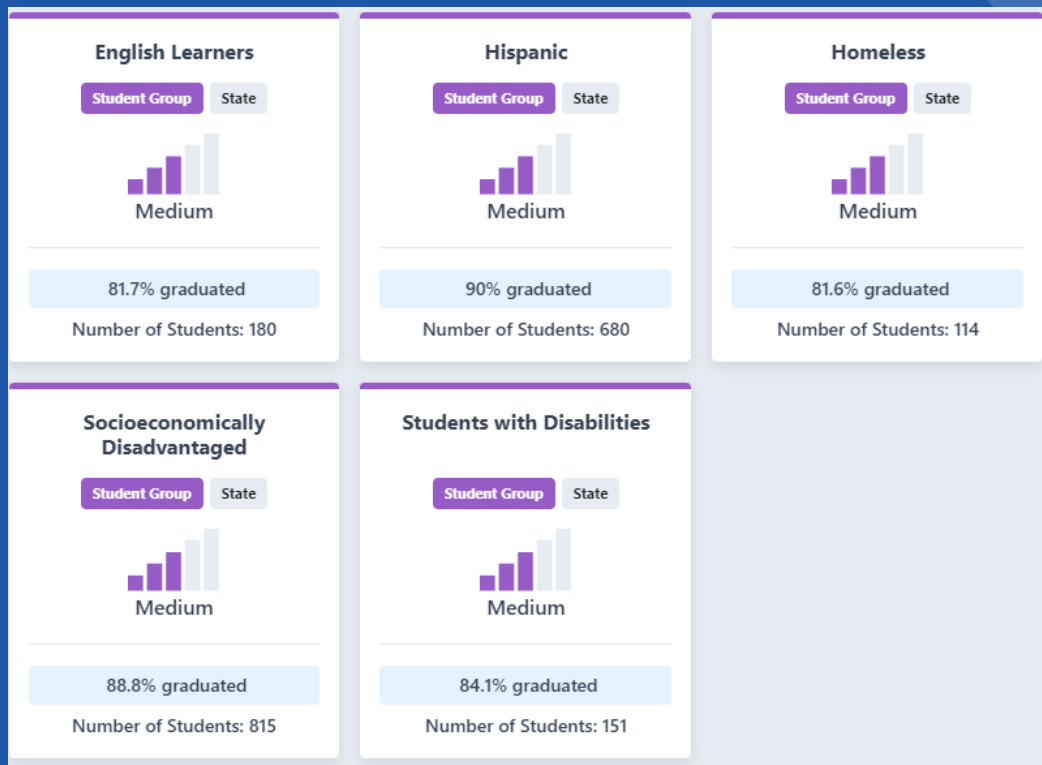 English Learners
Student Group State
Medium
81.7% graduated
Number of Students: 180
Hispanic
Student Group State
Medium
90% graduated
Number of Students: 680
Homeless
Student Group State
Medium
81.6% graduated
Number of Students: 114
Socioeconomically
Disadvantaged
Student Group State
Medium
88.8% graduated
Number of Students: 815
Students with Disabilities
Student Group State
Medium
84.1% graduated
Number of Students: 151